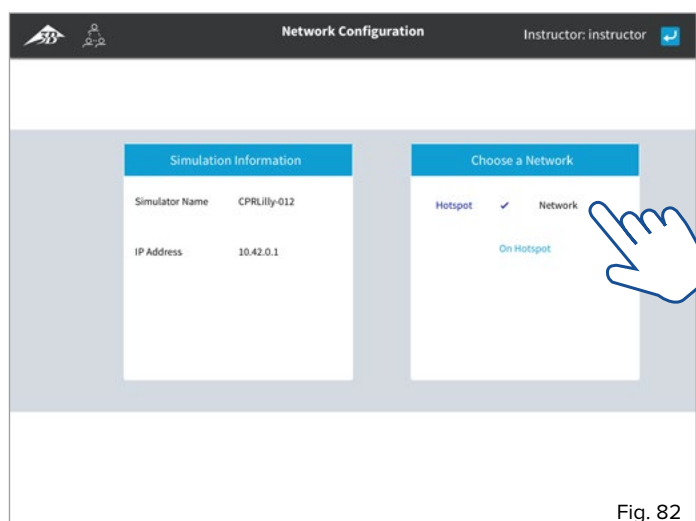 3B
Network Configuration
Instructor: instructor
Simulation Information
Simulator Name CPRLilly-012
IP Address 10.42.0.1
Choose a Network
Hotspot ✓ Network
On Hotspot
Fig. 82